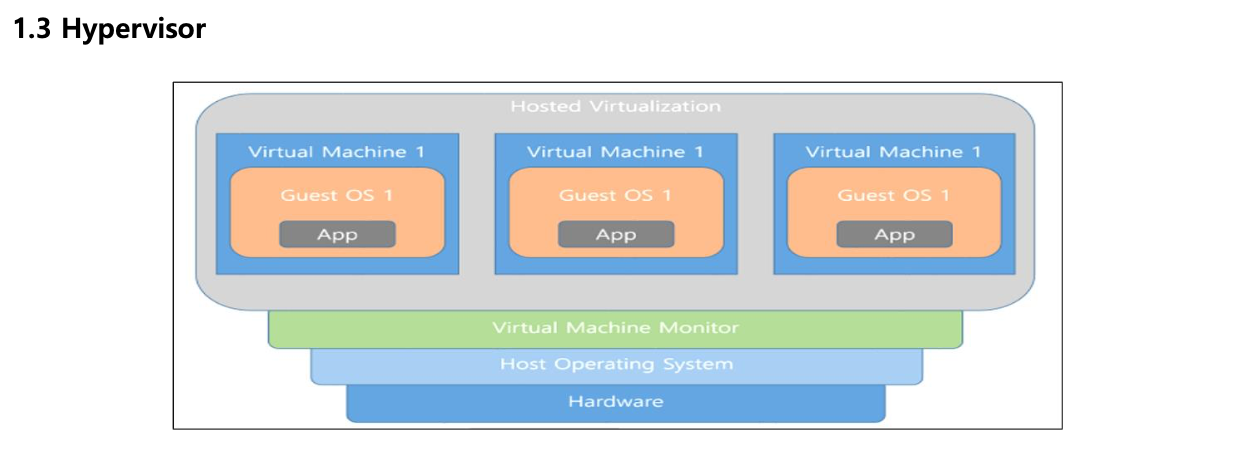 1.3 Hypervisor
Hosted Virtualization
Virtual Machine 1
Virtual Machine 1
Virtual Machine 1
Guest OS 1
Guest OS 1
Guest OS 1
App
App
App
Virtual Machine Monitor
Host Operating System
Hardware